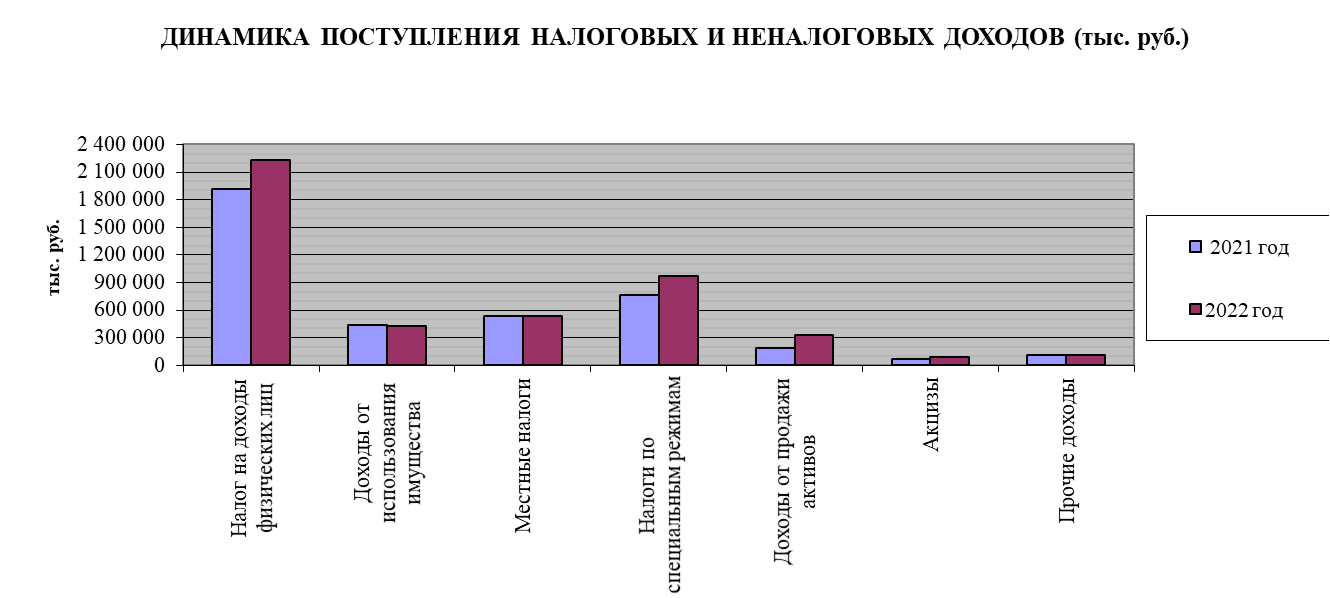 ДИНАМИКА ПОСТУПЛЕНИЯ НАЛОГОВЫХ И НЕНАЛОГОВЫХ ДОХОДОВ (тыс. руб.)
тыс. руб.
2 400 000
2 100 000
1 800 000
1 500 000
1 200 000
900 000
600 000
300 000
0
Налог на доходы
физических лиц
Доходы от
использования
имущества
Местные налоги
Налоги по
специальным режимам
Доходы от продажи
активов
Акцизы
Прочие доходы
2021 год
2022 год